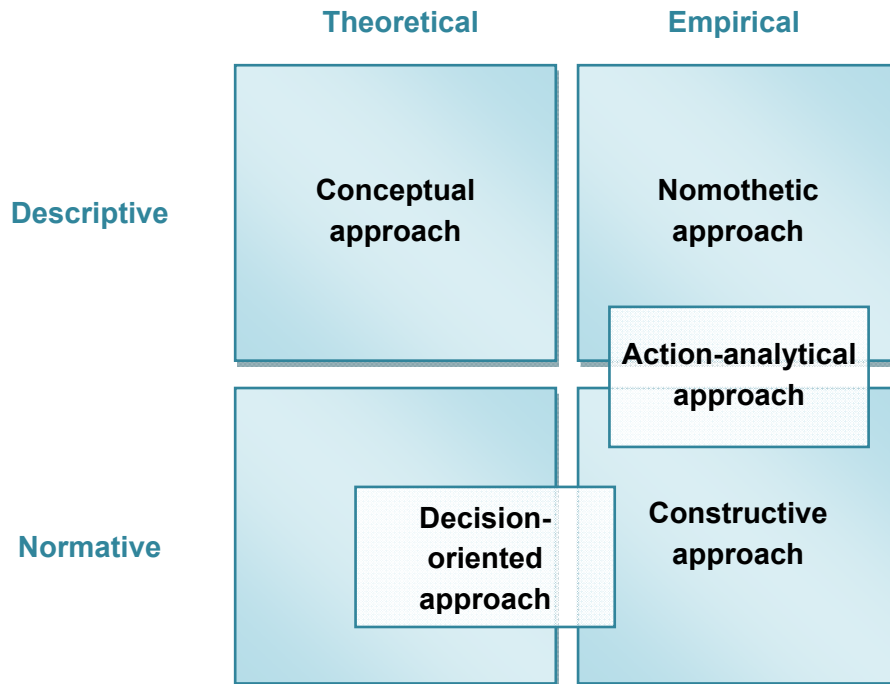 Theoretical
Empirical
Descriptive
Conceptual
approach
Nomothetic
approach
Action-analytical
approach
Normative
Decision-
oriented
approach
Constructive
approach